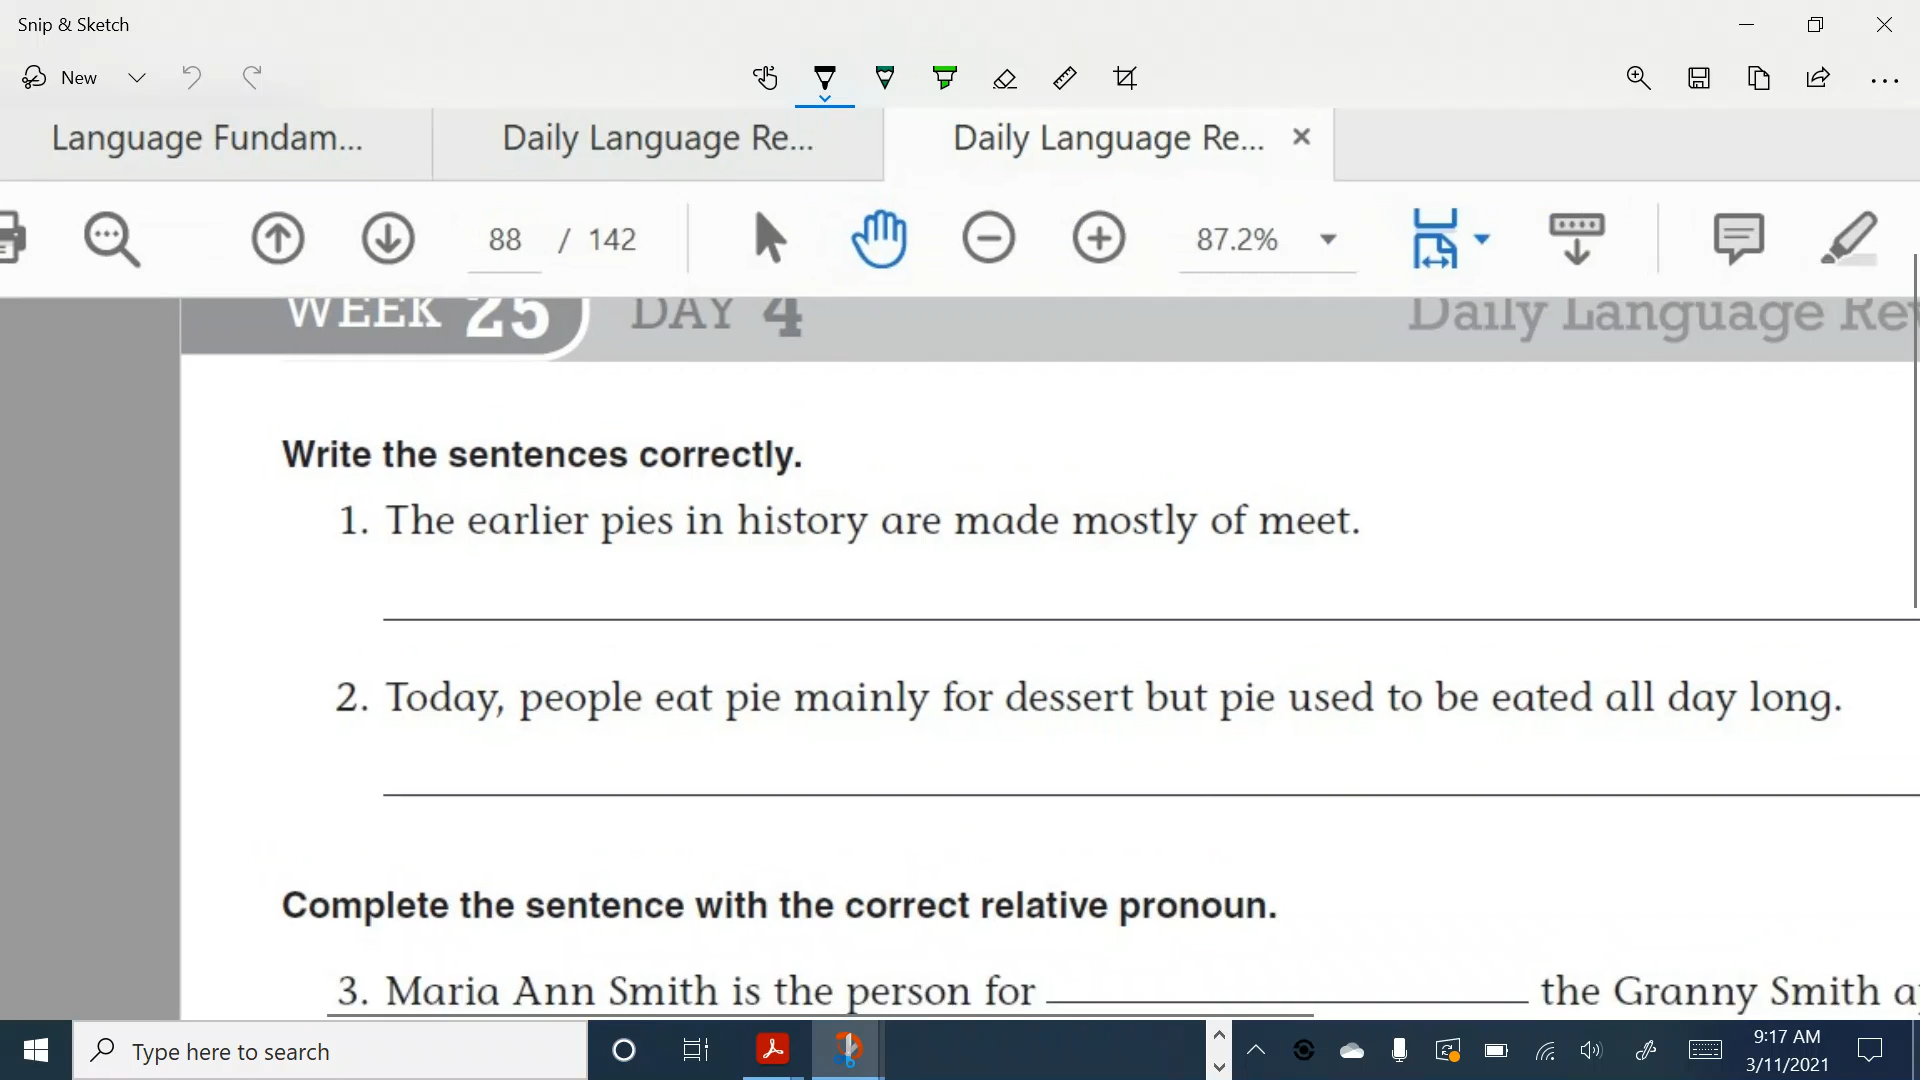 Snip & Sketch
New
Language Fundam...
Daily Language Re...
Daily Language Re...
88 / 142
87.2%
WEEK 25 DAY 4 Daily Language Re
Write the sentences correctly.
1. The earlier pies in history are made mostly of meet.
2. Today, people eat pie mainly for dessert but pie used to be eated all day long.
Complete the sentence with the correct relative pronoun.
3. Maria Ann Smith is the person for ____________ the Granny Smith a
Type here to search
9:17 AM
3/11/2021